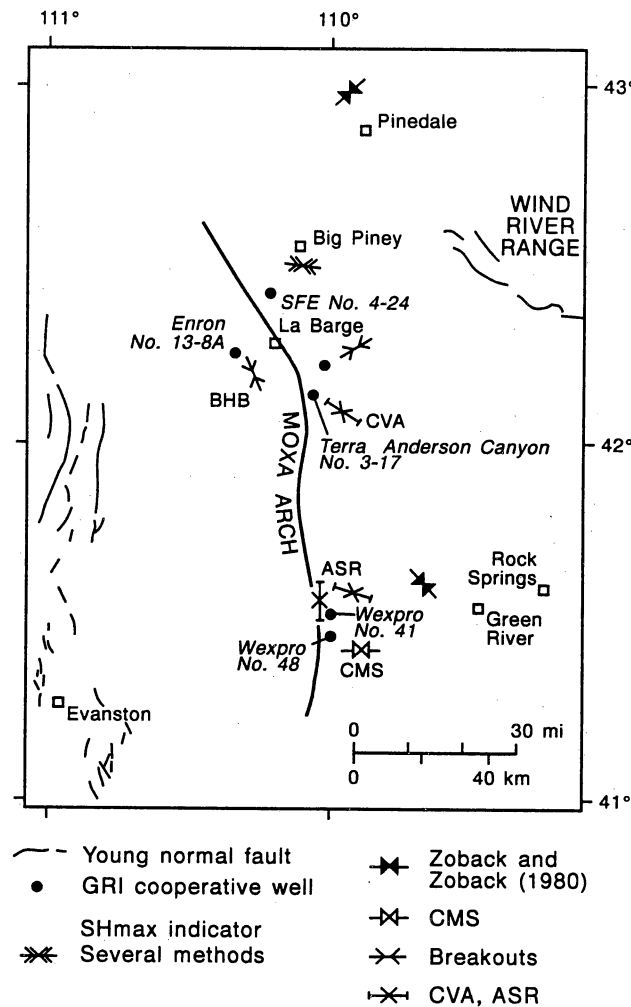 111°
110°
43°
Pinedale
WIND
RIVER
RANGE
Big Piney
SFE No. 4-24
La Barge
Enron
No. 13-8A
BHB
CVA
MOXA ARCH
Terra Anderson Canyon
No. 3-17
42°
ASR
Rock
Springs
Wexpro
No. 41
Green
River
Wexpro
No. 48
CMS
Evanston
0 30 mi
0 40 km
41°
Young normal fault
GRI cooperative well
SHmax indicator
Several methods
Zoback and
Zoback (1980)
CMS
Breakouts
CVA, ASR